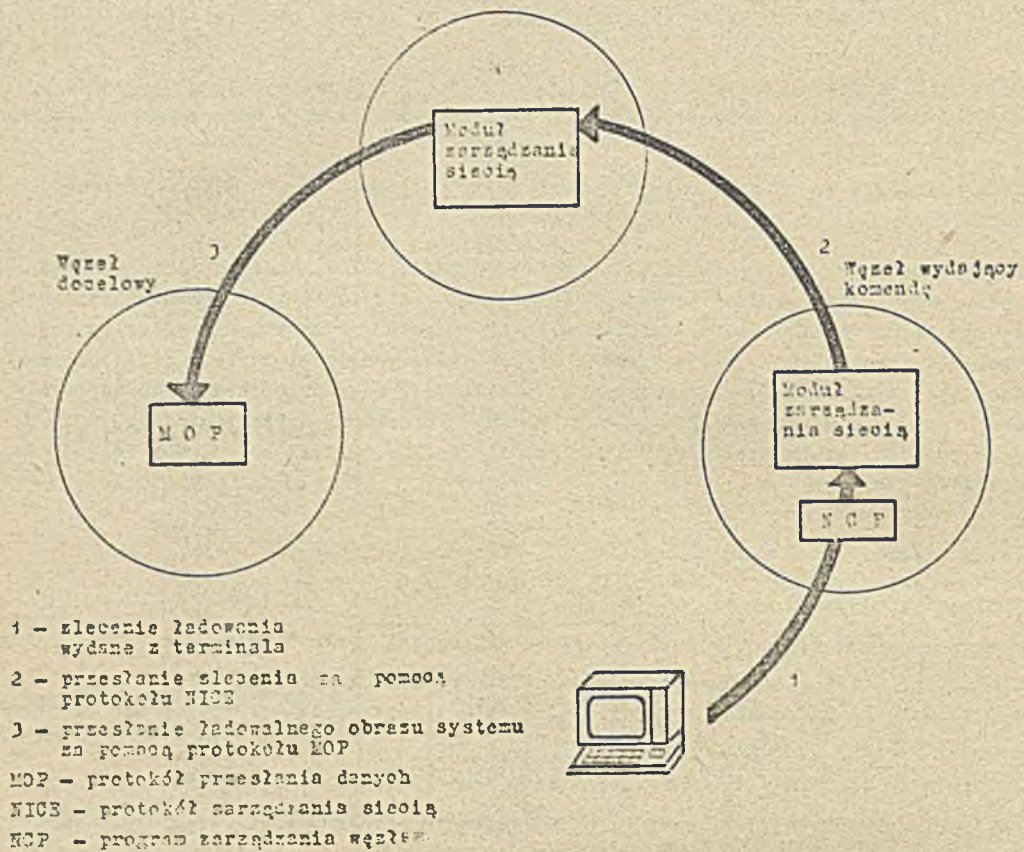 Moduł
zarządzania
siecią
3
2
Węzeł
docelowy
Węzeł wydający
komendę
M O P
Moduł
zarządza-
nia siecią
N C P
1
1 — zlecenie ładowania
wydane z terminala
2 — przesłanie zlecenia za pomocą
protokołu NICE
3 — przesłanie ładowalnego obrazu systemu
za pomocą protokołu MOP
MOP — protokół przesłania danych
NICE — protokół zarządzania siecią
NCP — program zarządzania węzłem